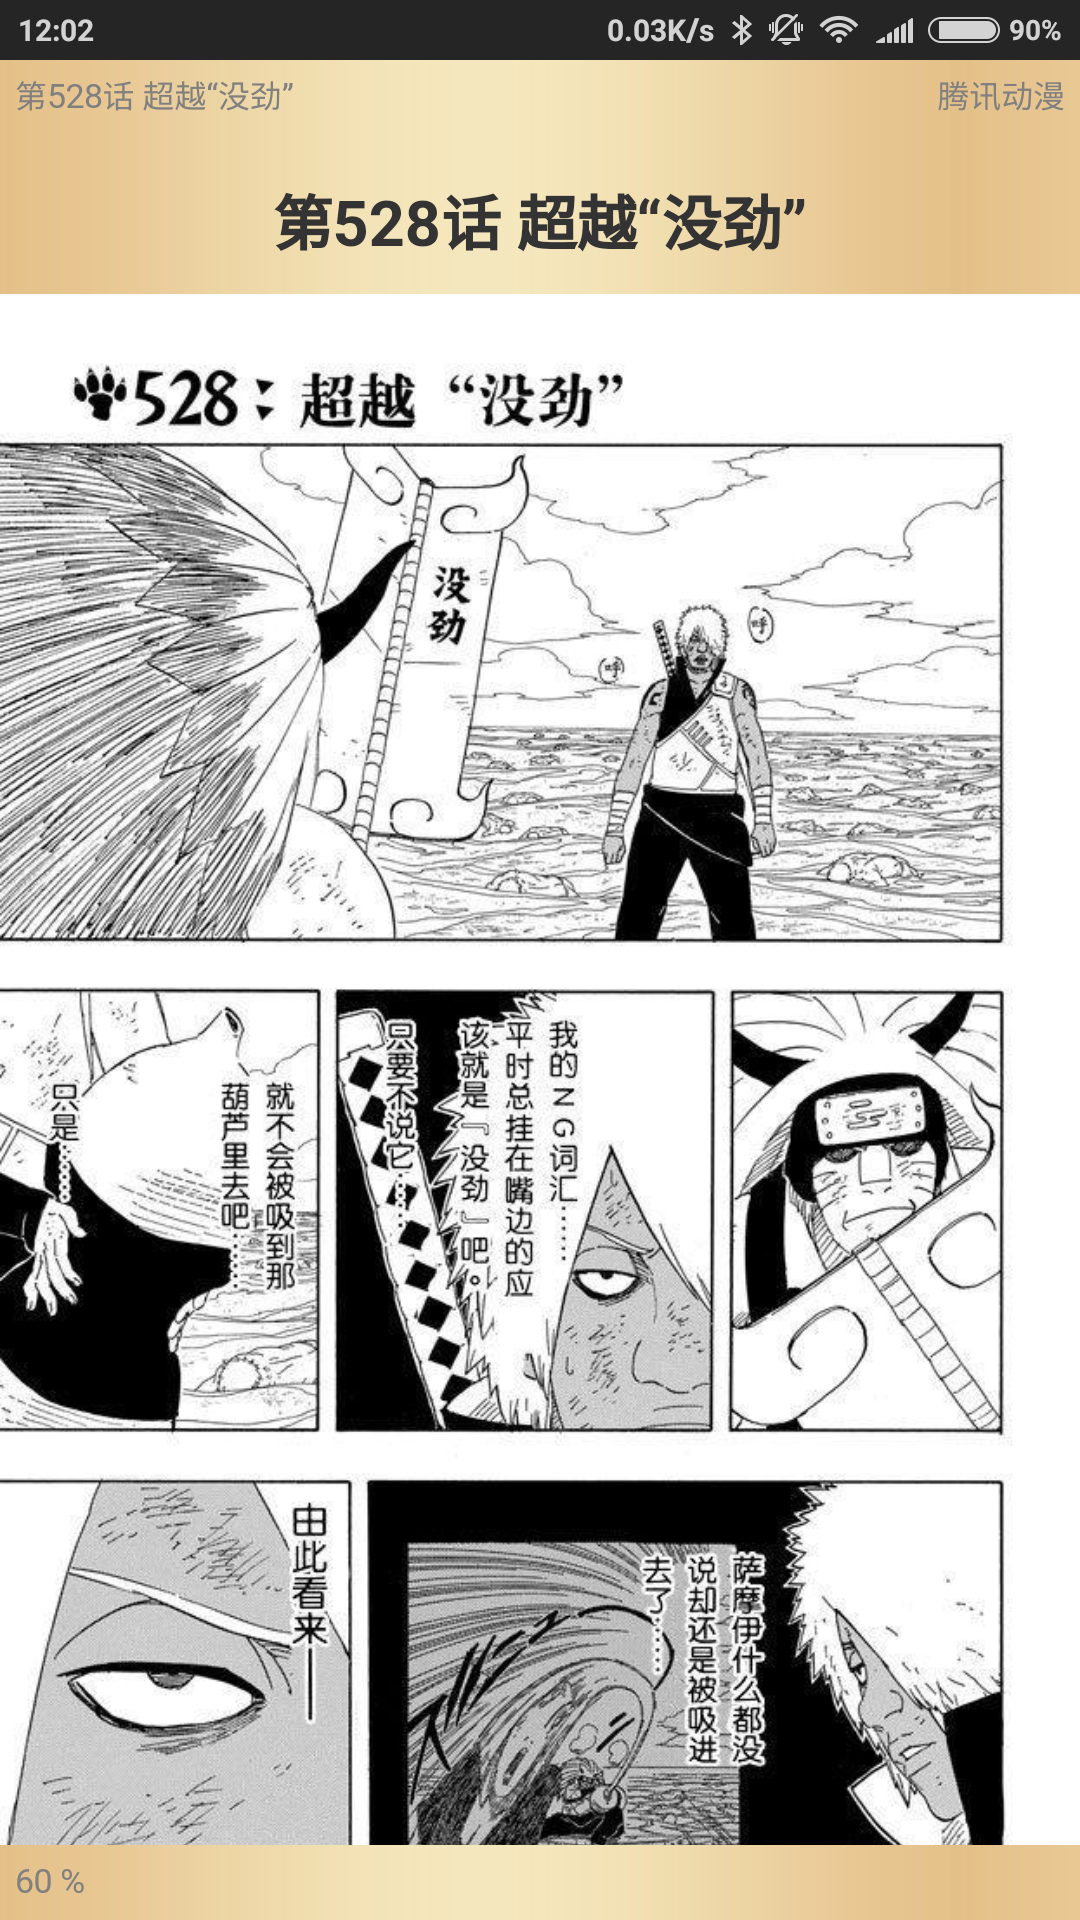 12:02
0.03K/s
90%
第528话 超越“没劲”
腾讯动漫
第528话 超越“没劲”
528：超越“没劲”
没劲
呼
呼
我的NG词汇……
平时总挂在嘴边的应
该就是『没劲』吧。
只要不说它……
就不会被吸到那
葫芦里去吧……
只是……
萨摩伊什么都没
说却还是被吸进
去了……
由此看来——
60 %